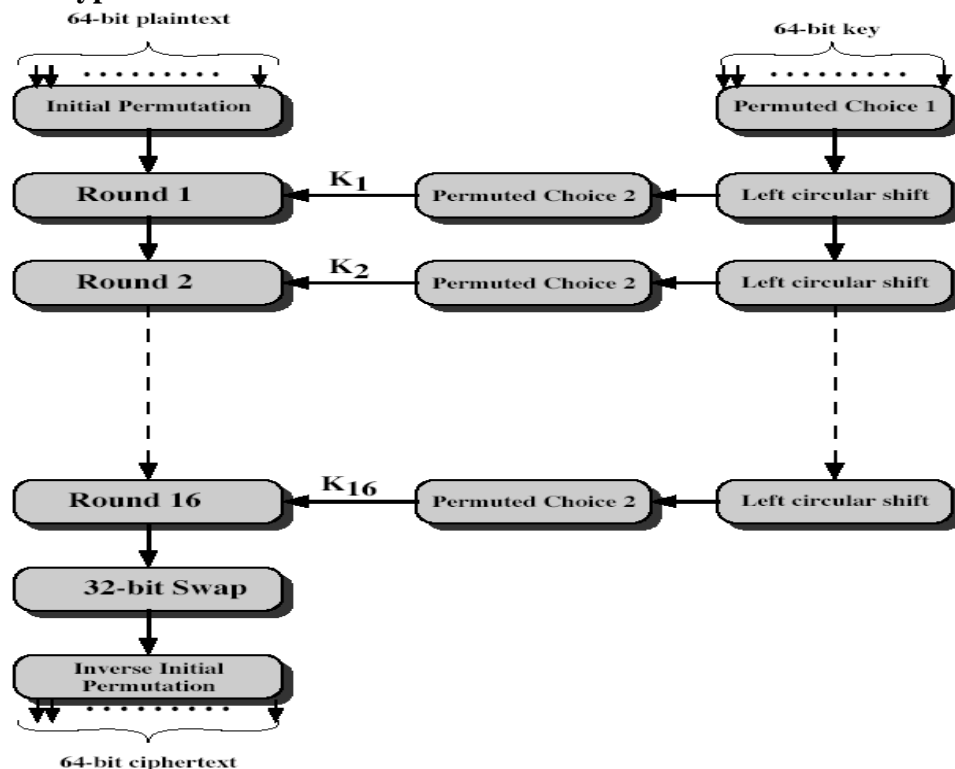 64-bit plaintext
64-bit key
Initial Permutation
Permuted Choice 1
Round 1
K1
Permuted Choice 2
Left circular shift
Round 2
K2
Permuted Choice 2
Left circular shift
Round 16
K16
Permuted Choice 2
Left circular shift
32-bit Swap
Inverse Initial
Permutation
64-bit ciphertext